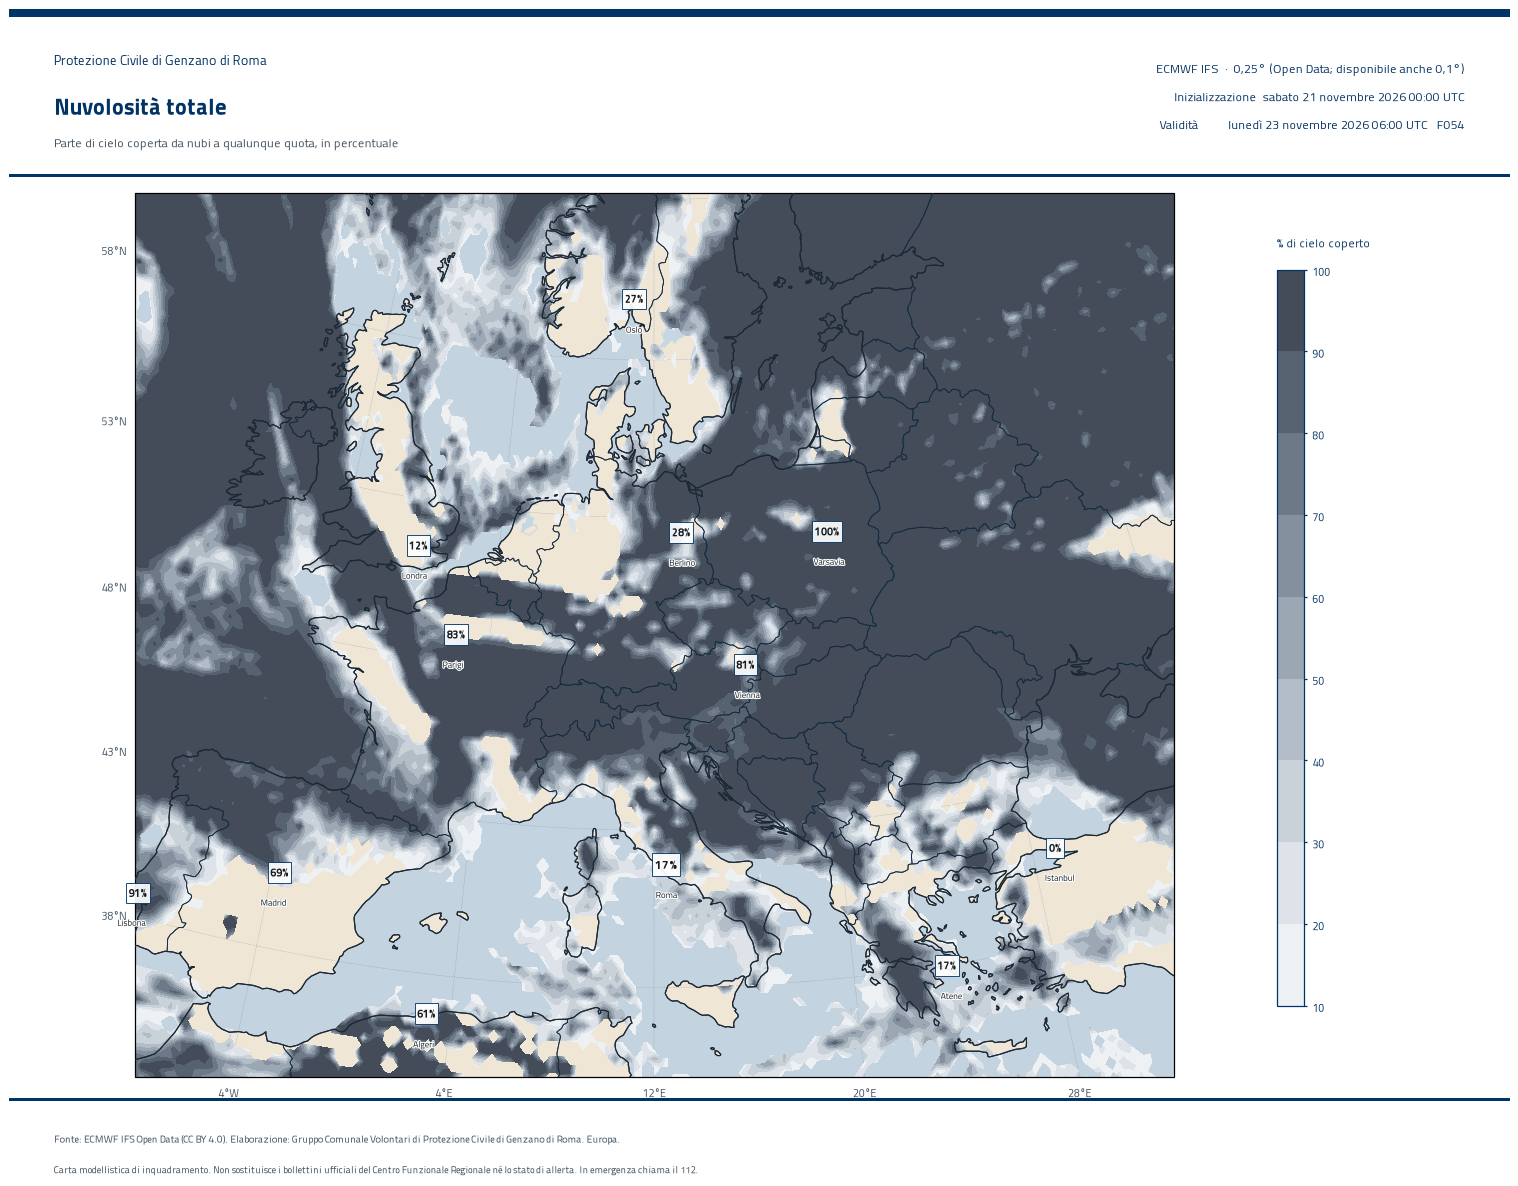 Protezione Civile di Genzano di Roma
Nuvolosità totale
Parte di cielo coperta da nubi a qualunque quota, in percentuale
ECMWF IFS · 0,25° (Open Data; disponibile anche 0,1°)
Inizializzazione sabato 21 novembre 2026 00:00 UTC
Validità lunedì 23 novembre 2026 06:00 UTC F054
% di cielo coperto
100
90
80
70
60
50
40
30
20
10
58°N
53°N
48°N
43°N
38°N
4°W
4°E
12°E
20°E
28°E
27%
Oslo
12%
Londra
28%
Berlino
100%
Varsavia
83%
Parigi
81%
Vienna
69%
Madrid
91%
Lisbona
17%
Roma
0%
Istanbul
17%
Atene
61%
Algeri
Fonte: ECMWF IFS Open Data (CC BY 4.0). Elaborazione: Gruppo Comunale Volontari di Protezione Civile di Genzano di Roma. Europa.
Carta modellistica di inquadramento. Non sostituisce i bollettini ufficiali del Centro Funzionale Regionale né lo stato di allerta. In emergenza chiama il 112.